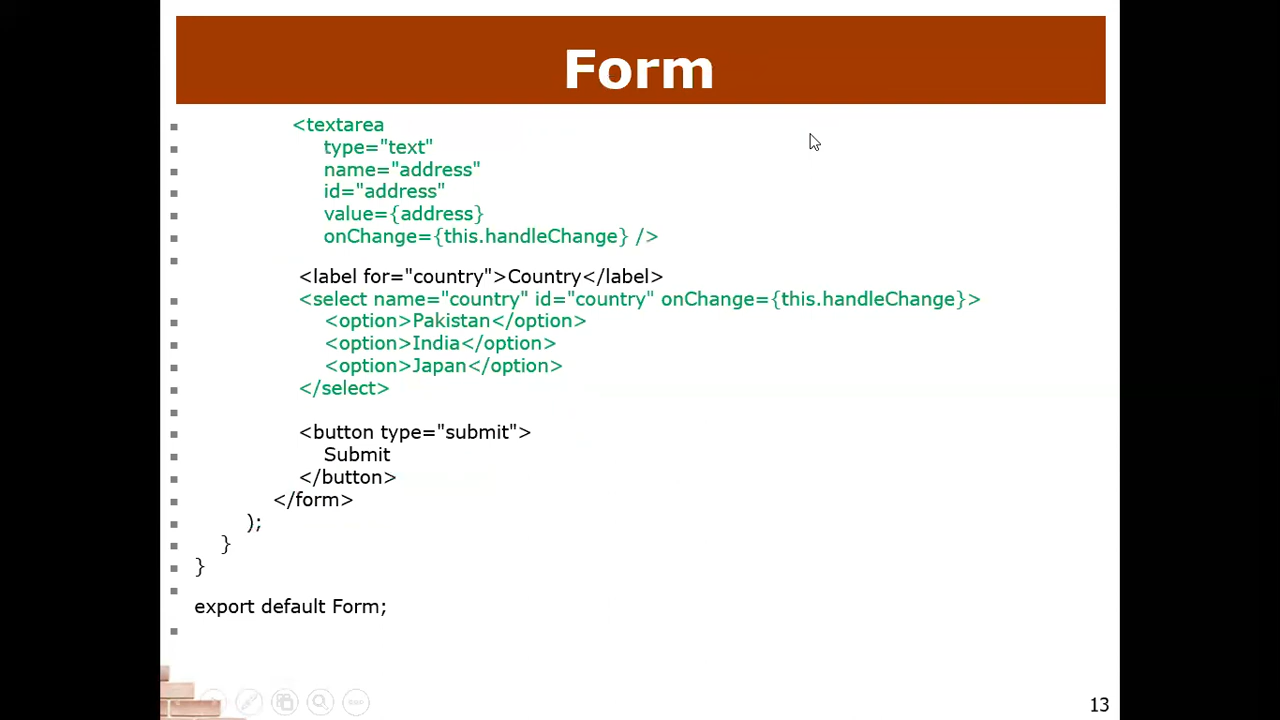 Form
<textarea
type="text"
name="address"
id="address"
value={address}
onChange={this.handleChange} />
<label for="country">Country</label>
<select name="country" id="country" onChange={this.handleChange}>
<option>Pakistan</option>
<option>India</option>
<option>Japan</option>
</select>
<button type="submit">
Submit
</button>
</form>
);
}
}
export default Form;
13